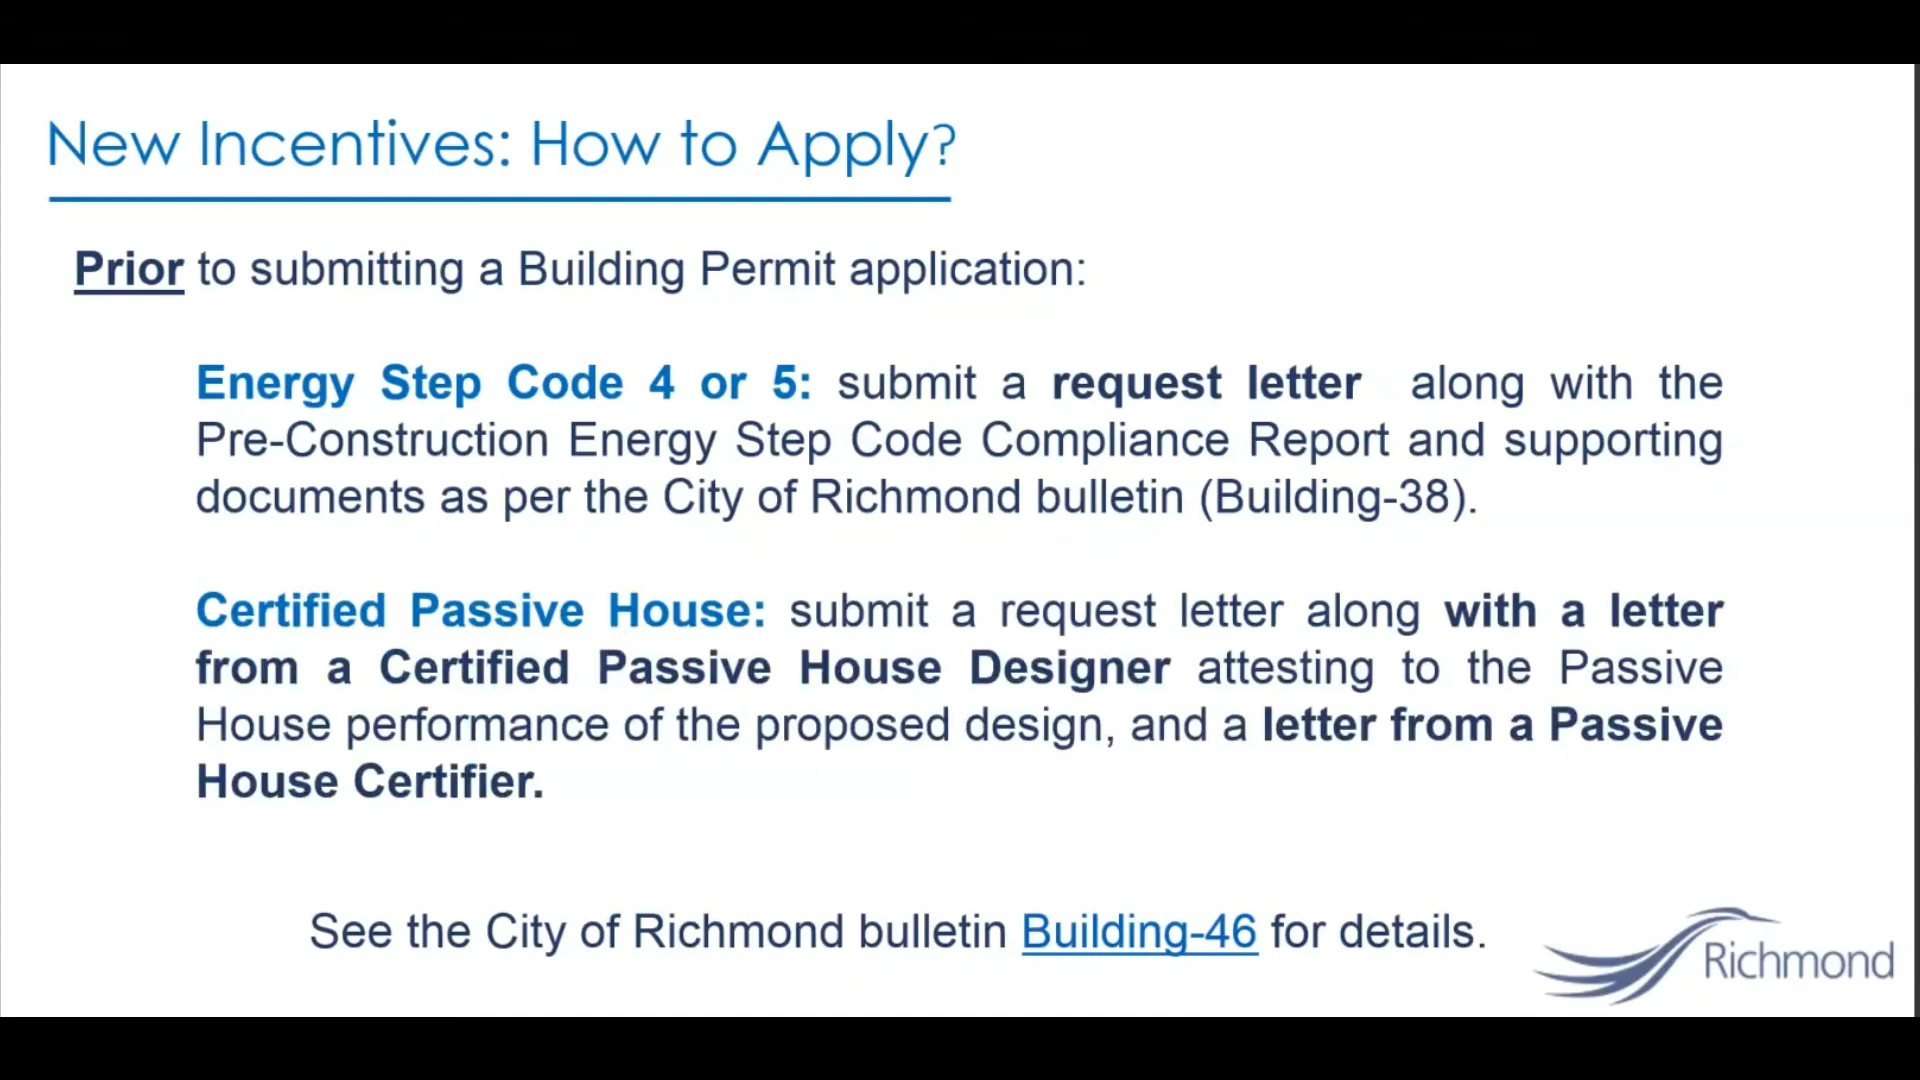 New Incentives: How to Apply?
Prior to submitting a Building Permit application:
Energy Step Code 4 or 5: submit a request letter along with the
Pre-Construction Energy Step Code Compliance Report and supporting
documents as per the City of Richmond bulletin (Building-38).
Certified Passive House: submit a request letter along with a letter
from a Certified Passive House Designer attesting to the Passive
House performance of the proposed design, and a letter from a Passive
House Certifier.
See the City of Richmond bulletin Building-46 for details.
Richmond